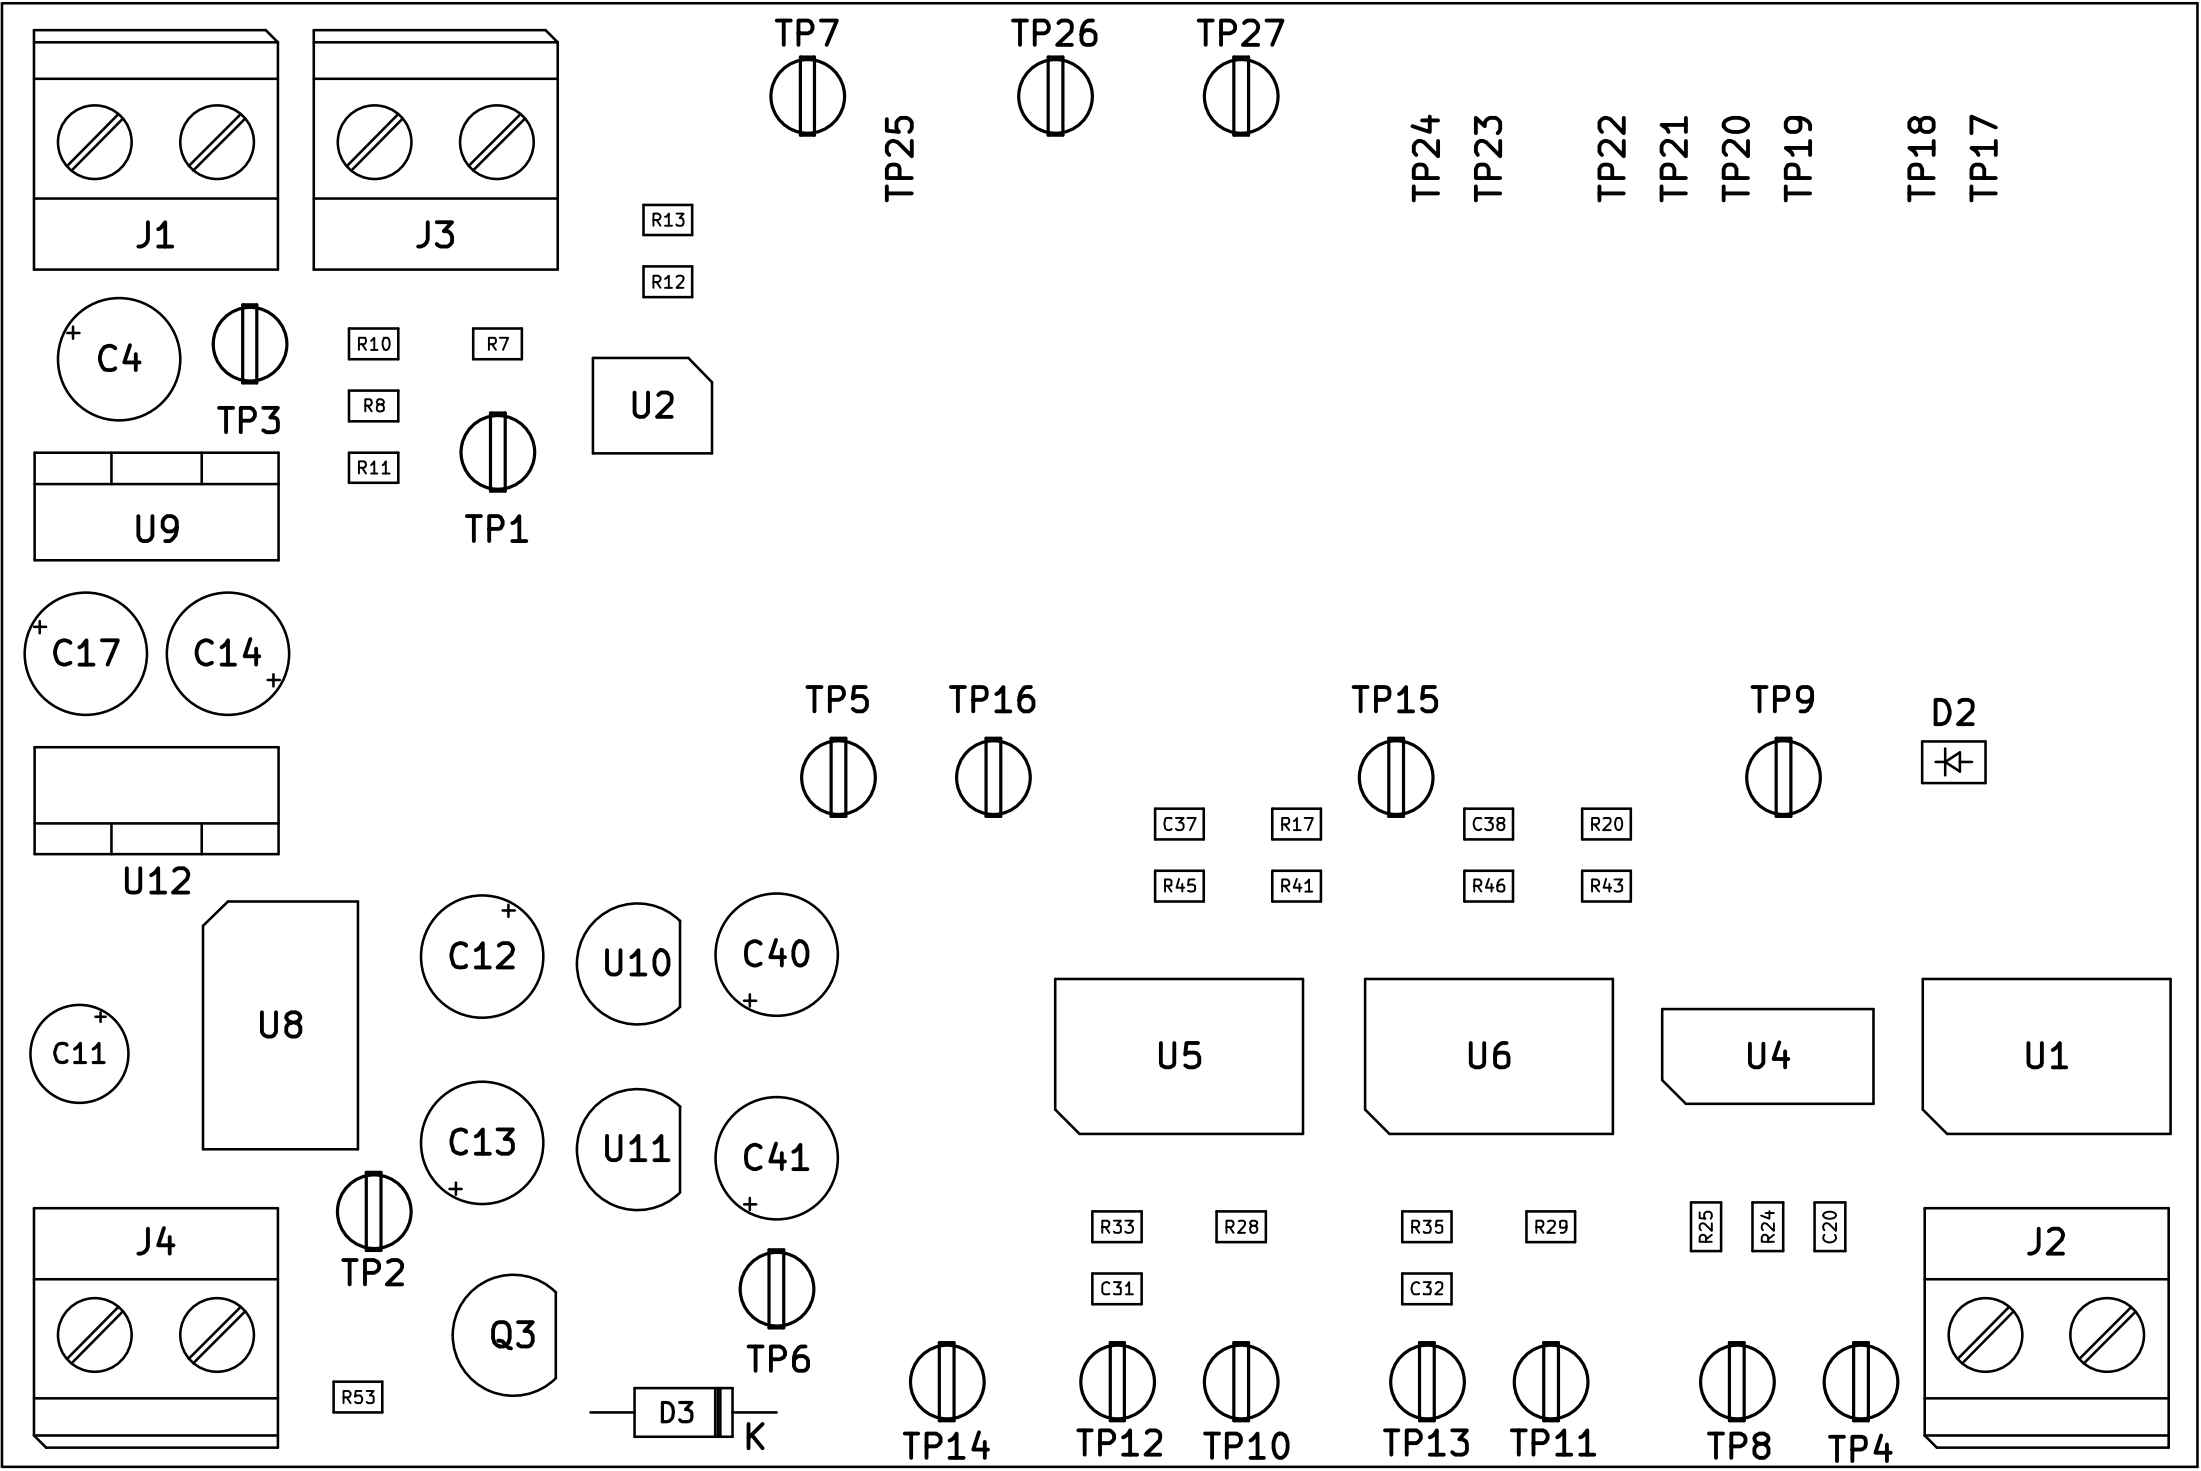 TP7 TP26 TP27
TP25 TP24 TP23 TP22 TP21 TP20 TP19 TP18 TP17
J1 J3 R13
R12
+ C4 R10 R7
TP3 R8 U2
R11
U9 TP1
+ C17 C14 +
TP5 TP16 TP15 TP9 D2
C37 R17 C38 R20
U12 R45 R41 R46 R43
+ C12 U10 C40 +
+ C11 U8 U5 U6 U4 U1
C13 + U11 C41 +
J4 R33 R28 R35 R29 R25 R24 C20 J2
TP2 C31 C32
Q3 TP6
R53 D3 K
TP14 TP12 TP10 TP13 TP11 TP8 TP4